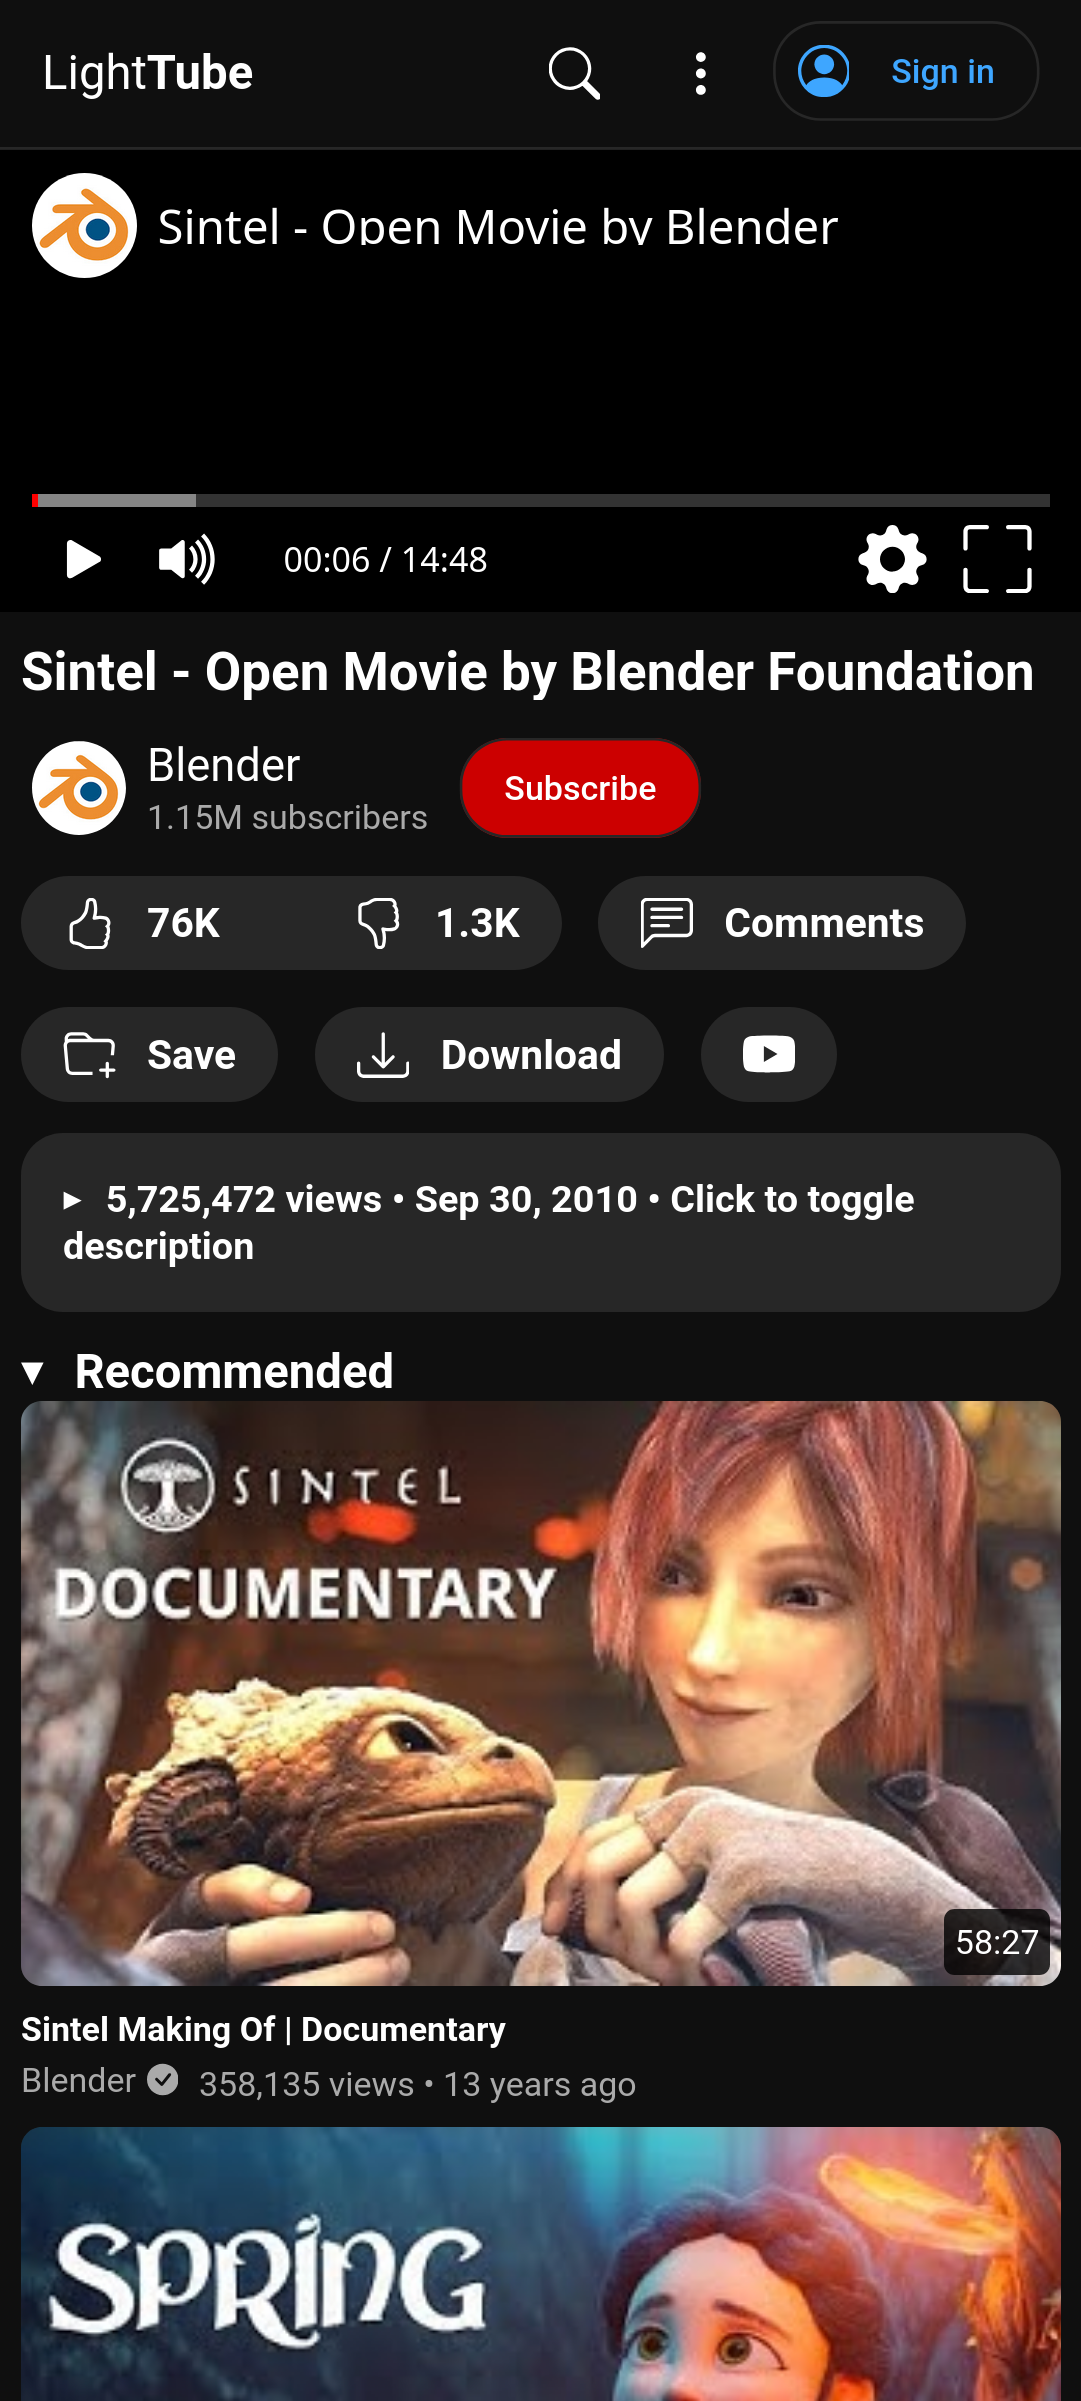 LightTube
Sign in
Sintel - Open Movie by Blender
00:06 / 14:48
Sintel - Open Movie by Blender Foundation
Blender
1.15M subscribers
Subscribe
76K
1.3K
Comments
Save
Download
▸ 5,725,472 views • Sep 30, 2010 • Click to toggle
description
▾ Recommended
SINTEL
DOCUMENTARY
58:27
Sintel Making Of | Documentary
Blender
358,135 views • 13 years ago
SPRING